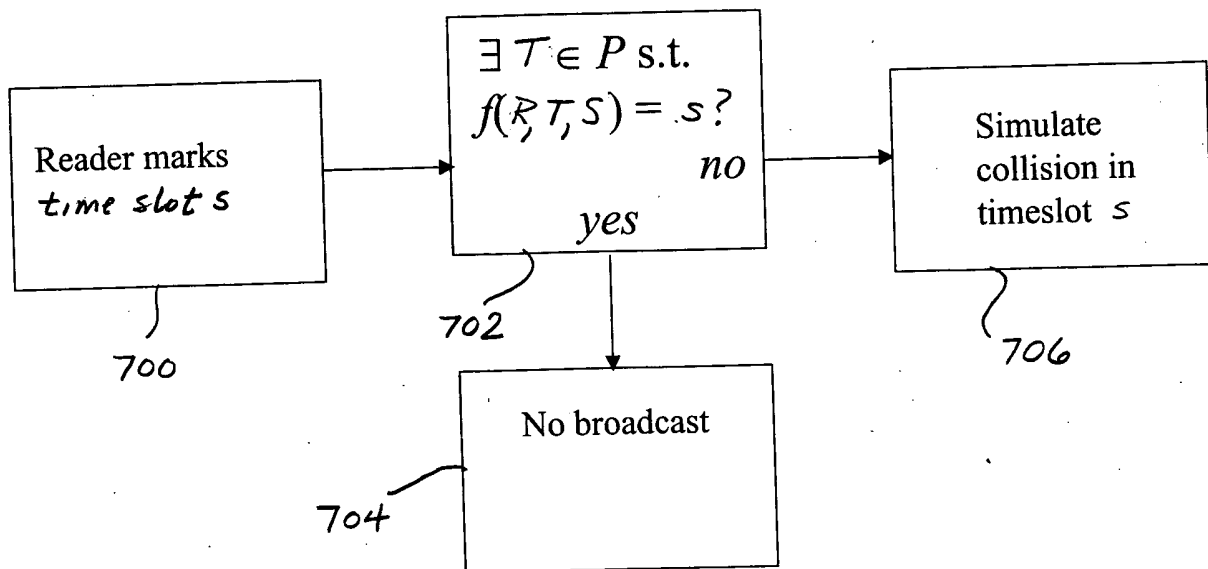 Reader marks
time slot s
700
∃ T ∈ P s.t.
f(R, T, S) = s?
no
yes
702
Simulate
collision in
timeslot s
706
No broadcast
704